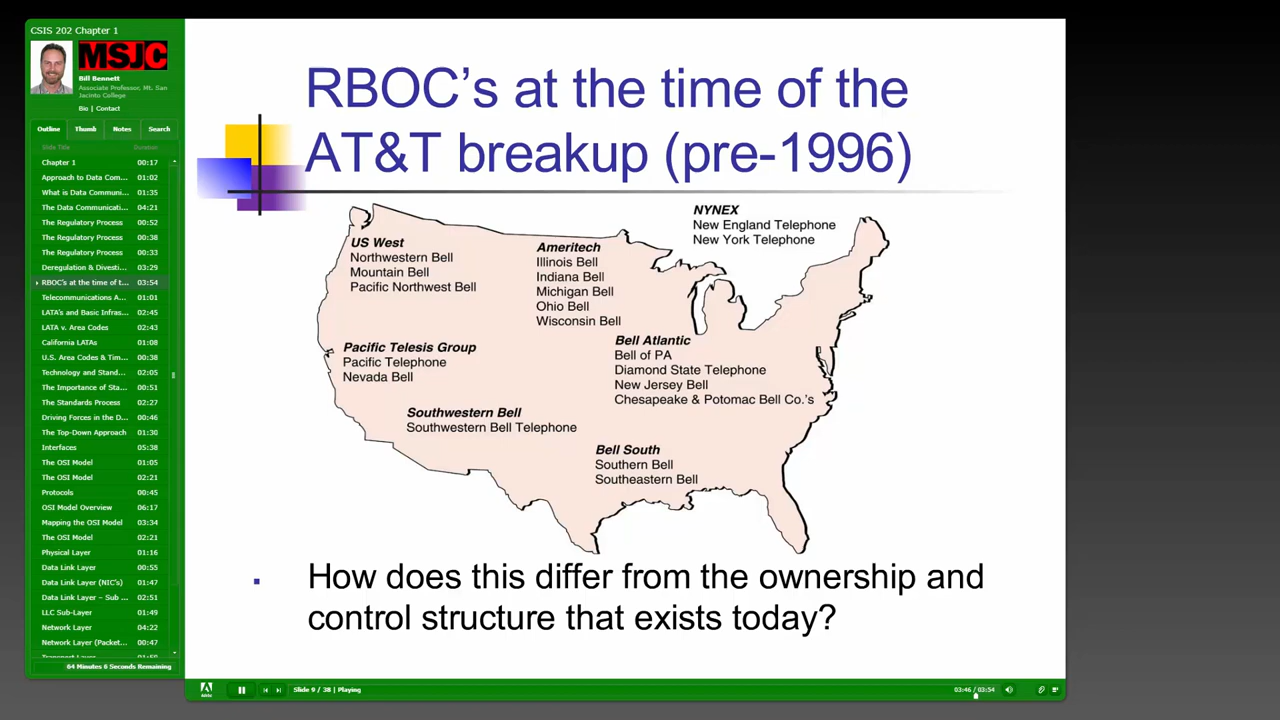 CSIS 202 Chapter 1
MSJC
Bill Bennett
Associate Professor, Mt. San
Jacinto College
Bio | Contact
Outline Thumb Notes Search
Slide Title Duration
Chapter 1 00:17
Approach to Data Com... 01:02
What is Data Communi... 01:35
The Data Communicati... 04:21
The Regulatory Process 00:52
The Regulatory Process 00:38
The Regulatory Process 00:33
Deregulation & Divesti... 03:29
RBOC's at the time of t... 03:54
Telecommunications A... 01:01
LATA's and Basic Infras... 02:45
LATA v. Area Codes 02:43
California LATAs 01:08
U.S. Area Codes & Tim... 00:38
Technology and Stand... 02:05
The Importance of Sta... 00:51
The Standards Process 02:27
Driving Forces in the D... 00:46
The Top-Down Approach 01:30
Interfaces 05:38
The OSI Model 01:05
The OSI Model 02:21
Protocols 00:45
OSI Model Overview 06:17
Mapping the OSI Model 03:34
The OSI Model 02:21
Physical Layer 01:16
Data Link Layer 00:55
Data Link Layer (NIC's) 01:47
Data Link Layer – Sub ... 02:51
LLC Sub-Layer 01:49
Network Layer 04:22
Network Layer (Packet... 00:47
64 Minutes 6 Seconds Remaining
RBOC's at the time of the
AT&T breakup (pre-1996)
NYNEX
New England Telephone
New York Telephone
US West
Northwestern Bell
Mountain Bell
Pacific Northwest Bell
Ameritech
Illinois Bell
Indiana Bell
Michigan Bell
Ohio Bell
Wisconsin Bell
Pacific Telesis Group
Pacific Telephone
Nevada Bell
Bell Atlantic
Bell of PA
Diamond State Telephone
New Jersey Bell
Chesapeake & Potomac Bell Co.'s
Southwestern Bell
Southwestern Bell Telephone
Bell South
Southern Bell
Southeastern Bell
How does this differ from the ownership and
control structure that exists today?
Adobe
Slide 9 / 38 | Playing
03:46 / 03:54